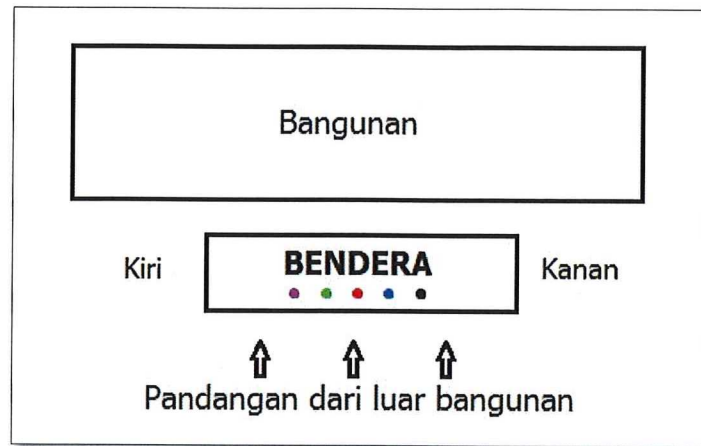 Bangunan
Kiri
BENDERA
Kanan
Pandangan dari luar bangunan